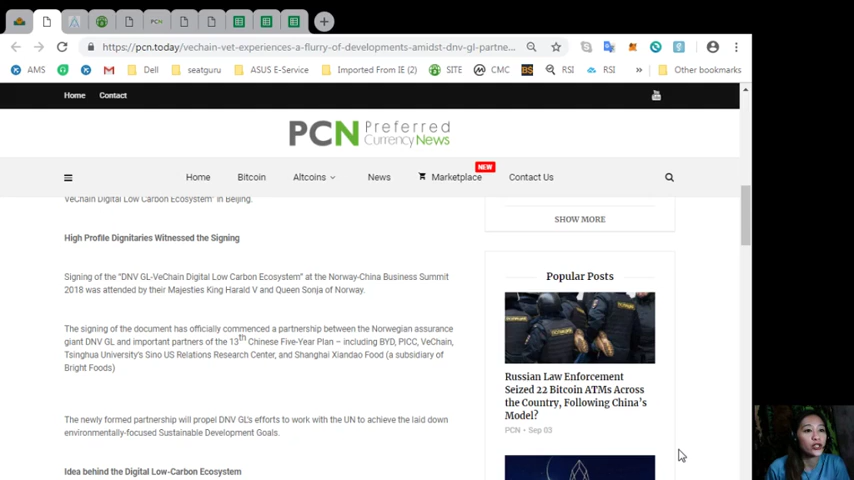 https://pcn.today/vechain-vet-experiences-a-flurry-of-developments-amidst-dnv-gl-partne...
AMS
Dell
seatguru
ASUS E-Service
Imported From IE (2)
SITE
CMC
BS
RSI
RSI
»
Other bookmarks
Home
Contact
PCN Preferred
Currency News
NEW
Home
Bitcoin
Altcoins
News
Marketplace
Contact Us
VeChain Digital Low Carbon Ecosystem" in Beijing.
High Profile Dignitaries Witnessed the Signing
Signing of the "DNV GL-VeChain Digital Low Carbon Ecosystem" at the Norway-China Business Summit
2018 was attended by their Majesties King Harald V and Queen Sonja of Norway.
The signing of the document has officially commenced a partnership between the Norwegian assurance
giant DNV GL and important partners of the 13th Chinese Five-Year Plan – including BYD, PICC, VeChain,
Tsinghua University's Sino US Relations Research Center, and Shanghai Xiandao Food (a subsidiary of
Bright Foods)
The newly formed partnership will propel DNV GL's efforts to work with the UN to achieve the laid down
environmentally-focused Sustainable Development Goals.
Idea behind the Digital Low-Carbon Ecosystem
SHOW MORE
Popular Posts
Russian Law Enforcement
Seized 22 Bitcoin ATMs Across
the Country, Following China's
Model?
PCN - Sep 03